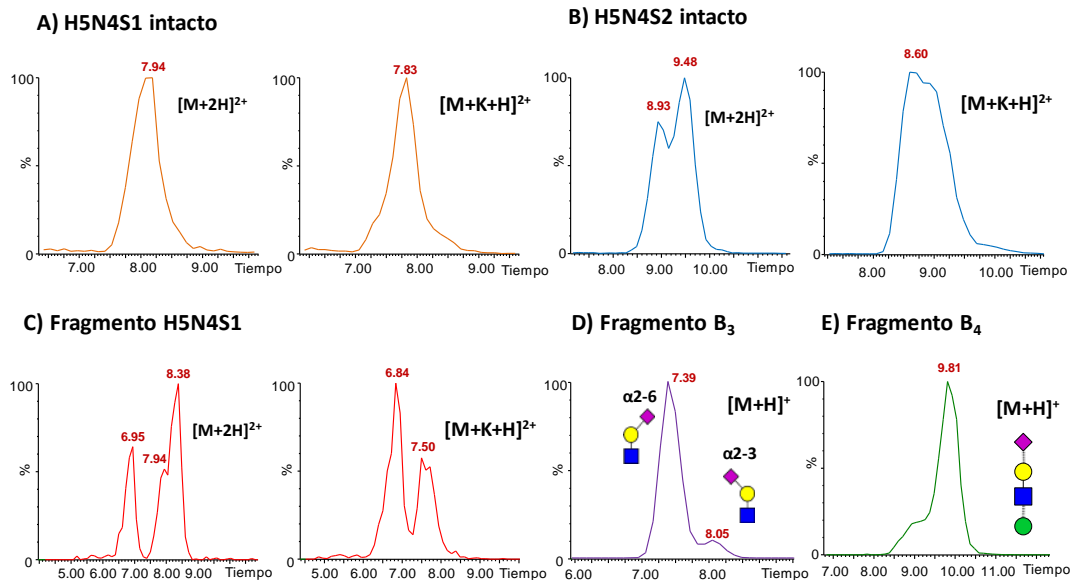 A) H5N4S1 intacto
B) H5N4S2 intacto
7.94
100
[M+2H]²⁺
%
0
7.00 8.00 9.00 Tiempo
7.83
100
[M+K+H]²⁺
%
0
7.00 8.00 9.00 Tiempo
9.48
8.93
100
[M+2H]²⁺
%
0
9.00 10.00 Tiempo
8.60
100
[M+K+H]²⁺
%
0
8.00 9.00 10.00 Tiempo
C) Fragmento H5N4S1
D) Fragmento B₃
E) Fragmento B₄
8.38
6.95
7.94
100
[M+2H]²⁺
%
0
5.00 6.00 7.00 8.00 9.00 Tiempo
6.84
7.50
100
[M+K+H]²⁺
%
0
5.00 6.00 7.00 8.00 9.00 Tiempo
7.39
100
α2-6
[M+H]⁺
α2-3
8.05
%
0
6.00 7.00 8.00 Tiempo
9.81
100
[M+H]⁺
%
0
8.00 9.00 10.00 11.00 Tiempo